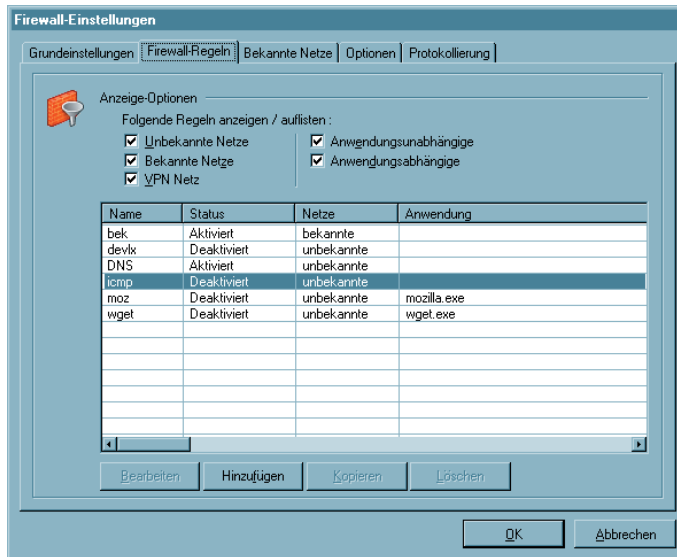 Firewall-Einstellungen
Grundeinstellungen Firewall-Regeln Bekannte Netze Optionen Protokollierung
Anzeige-Optionen
Folgende Regeln anzeigen / auflisten :
Unbekannte Netze Anwendungsunabhängige
Bekannte Netze Anwendungsabhängige
VPN Netz
Name Status Netze Anwendung
bek Aktiviert bekannte
devlx Deaktiviert unbekannte
DNS Aktiviert unbekannte
icmp Deaktiviert unbekannte
moz Deaktiviert unbekannte mozilla.exe
wget Deaktiviert unbekannte wget.exe
Bearbeiten Hinzufügen Kopieren Löschen
OK Abbrechen